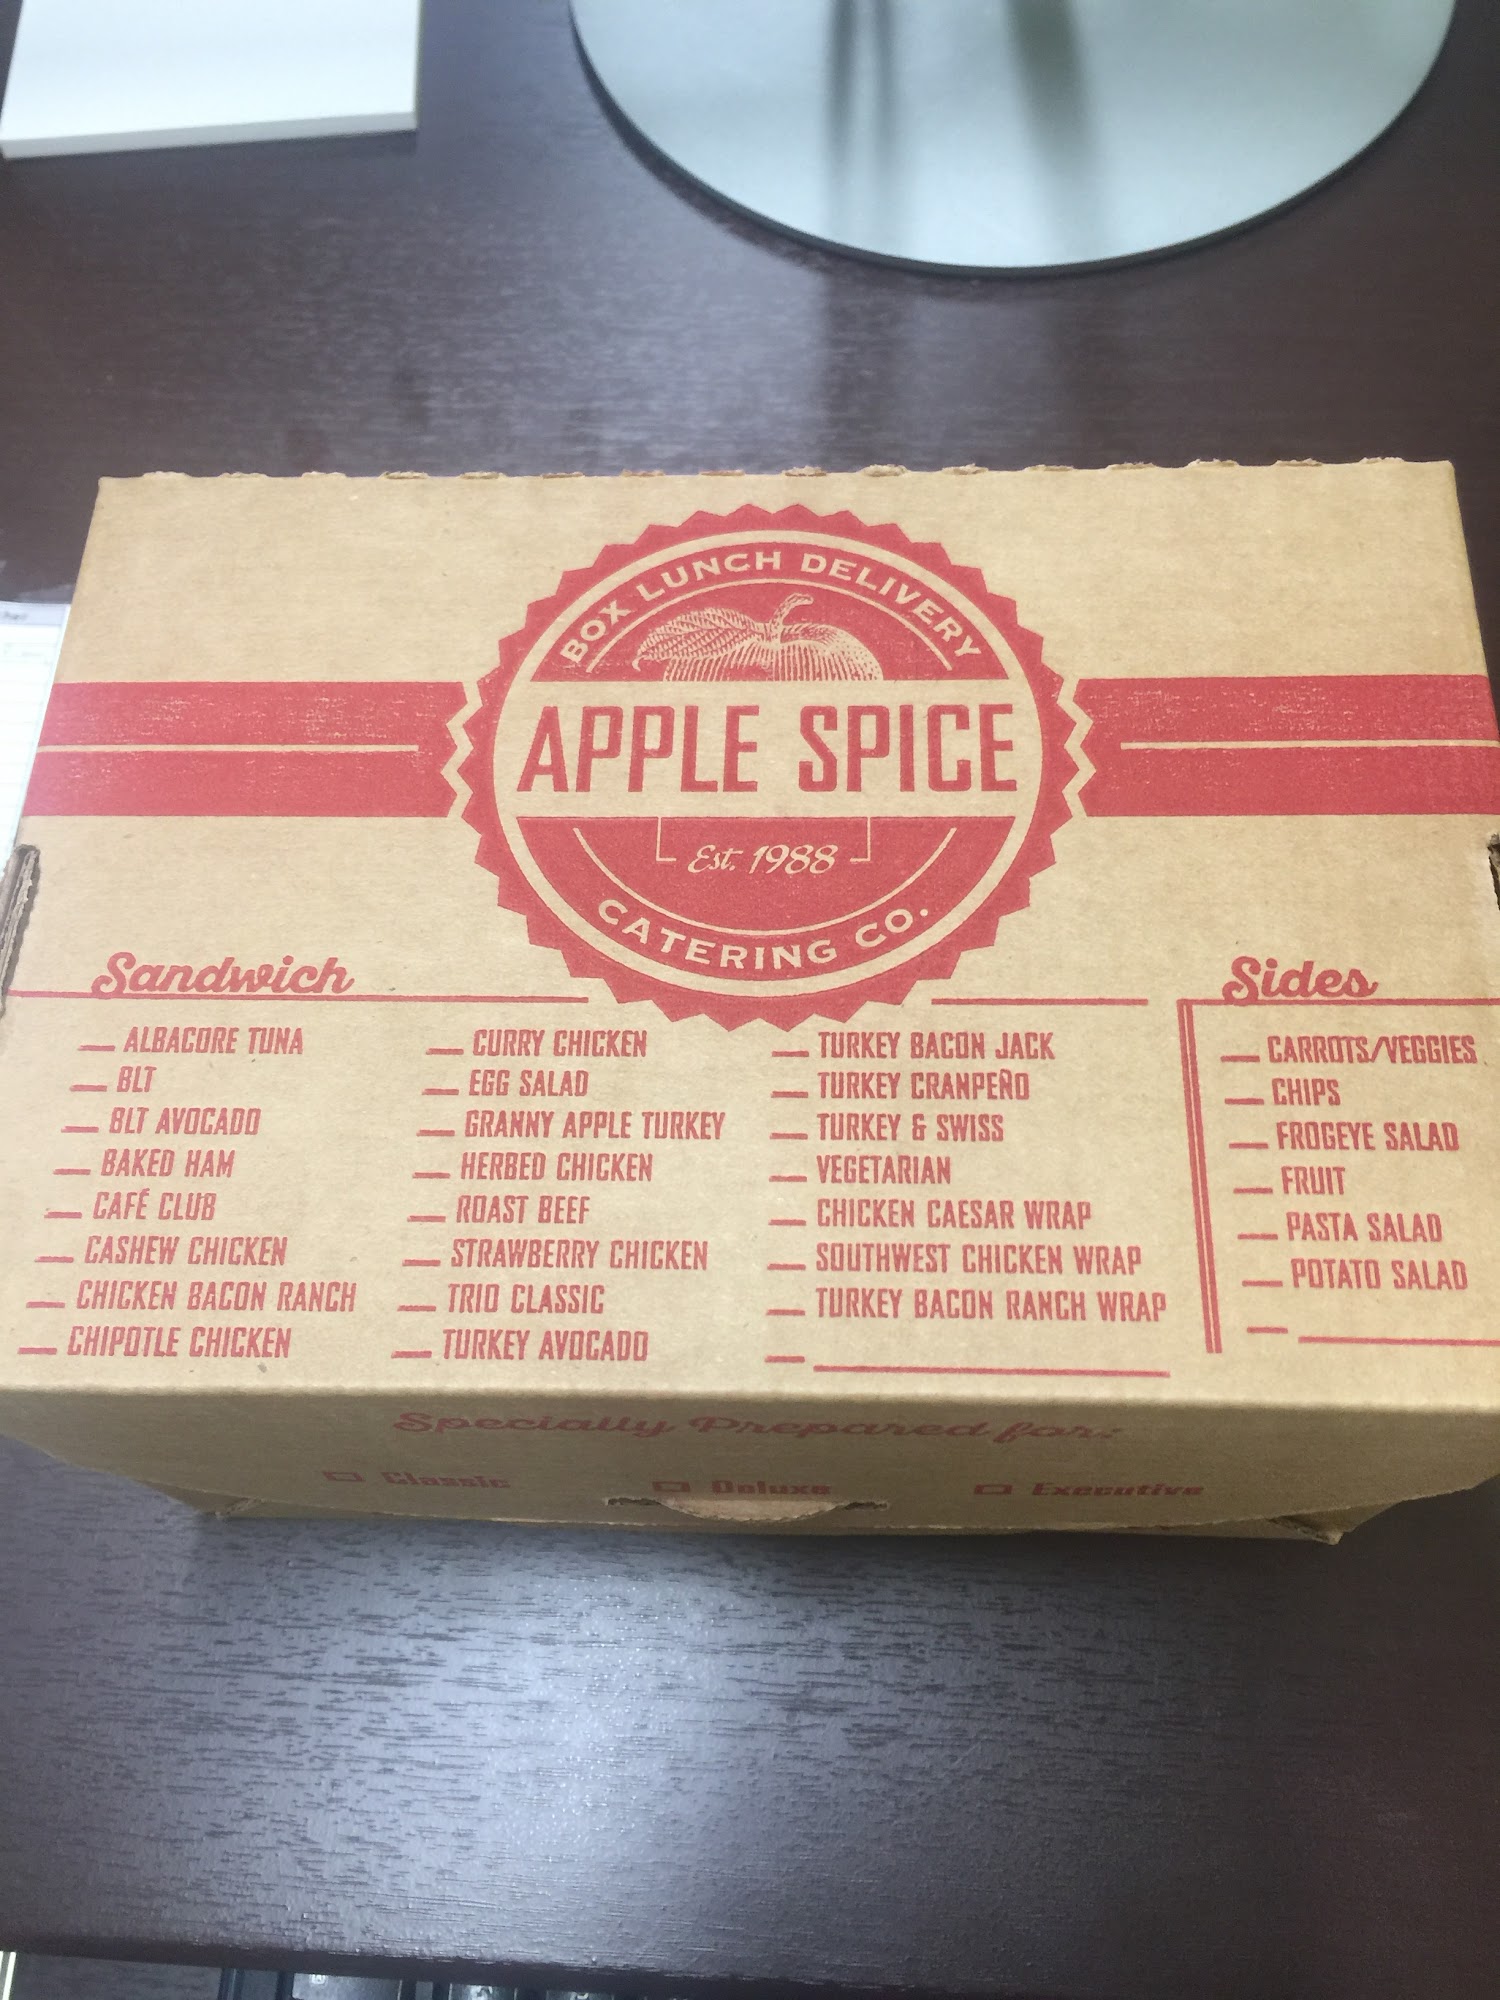 BOX LUNCH DELIVERY
APPLE SPICE
Est. 1988
CATERING CO.
Sandwich
ALBACORE TUNA
BLT
BLT AVOCADO
BAKED HAM
CAFÉ CLUB
CASHEW CHICKEN
CHICKEN BACON RANCH
CHIPOTLE CHICKEN
CURRY CHICKEN
EGG SALAD
GRANNY APPLE TURKEY
HERBED CHICKEN
ROAST BEEF
STRAWBERRY CHICKEN
TRIO CLASSIC
TURKEY AVOCADO
TURKEY BACON JACK
TURKEY CRANPEÑO
TURKEY & SWISS
VEGETARIAN
CHICKEN CAESAR WRAP
SOUTHWEST CHICKEN WRAP
TURKEY BACON RANCH WRAP
Sides
CARROTS/VEGGIES
CHIPS
FROGEYE SALAD
FRUIT
PASTA SALAD
POTATO SALAD
Specially Prepared for:
Classic Deluxe Executive